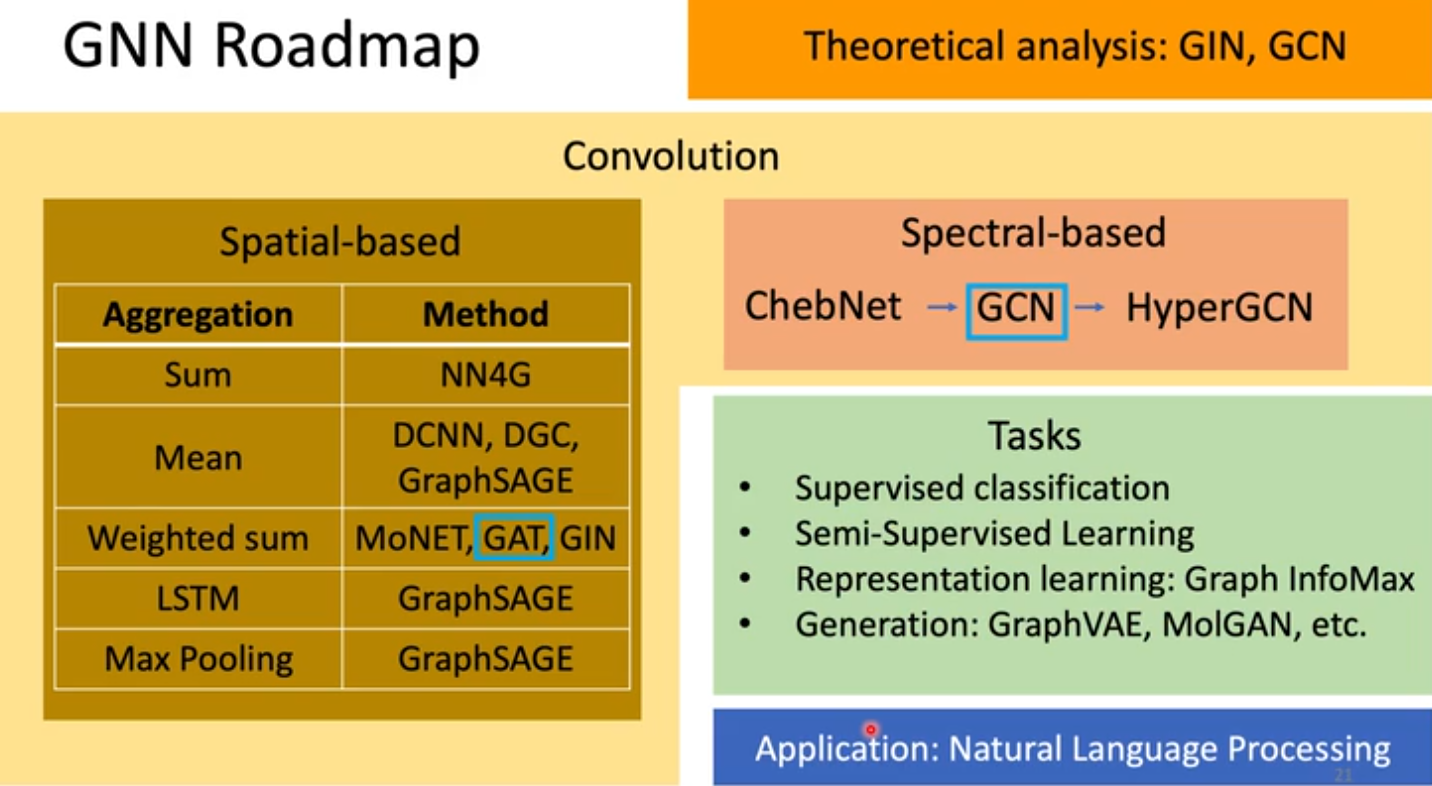 GNN Roadmap
Theoretical analysis: GIN, GCN
Convolution
Spatial-based
Aggregation Method
Sum NN4G
Mean DCNN, DGC,
GraphSAGE
Weighted sum MoNET, GAT, GIN
LSTM GraphSAGE
Max Pooling GraphSAGE
Spectral-based
ChebNet → GCN → HyperGCN
Tasks
• Supervised classification
• Semi-Supervised Learning
• Representation learning: Graph InfoMax
• Generation: GraphVAE, MolGAN, etc.
Application: Natural Language Processing
21